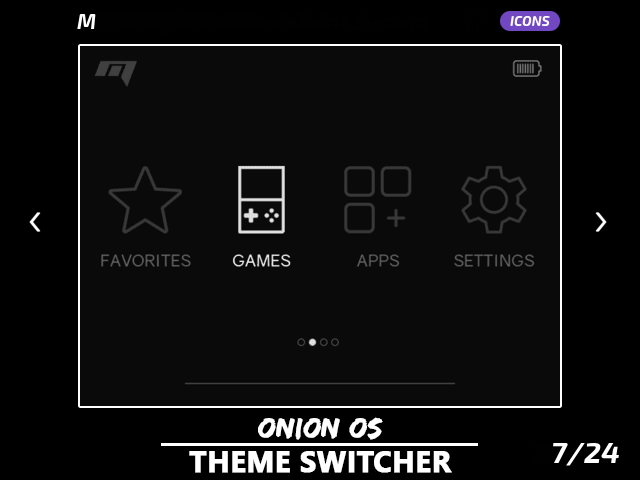 M
ICONS
FAVORITES GAMES APPS SETTINGS
ONION OS
THEME SWITCHER
7/24